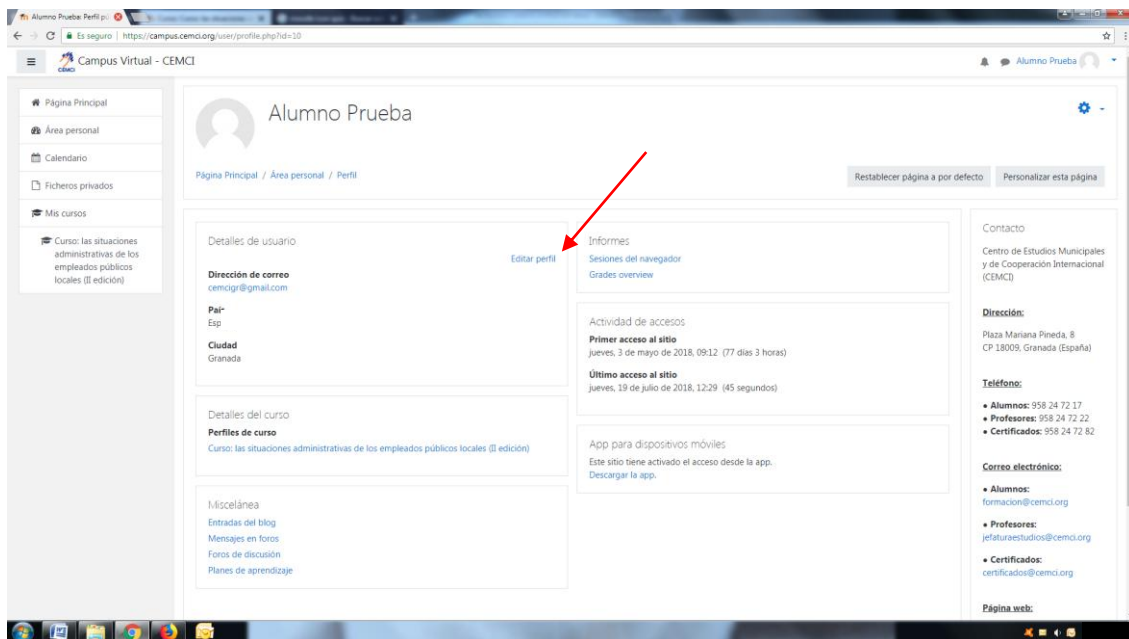 Alumno Prueba: Perfil pú
Es seguro | https://campus.cemci.org/user/profile.php?id=10
CEMCI
Campus Virtual - CEMCI
Alumno Prueba
Página Principal
Área personal
Calendario
Ficheros privados
Mis cursos
Curso: las situaciones
administrativas de los
empleados públicos
locales (II edición)
Alumno Prueba
Página Principal / Área personal / Perfil
Restablecer página a por defecto
Personalizar esta página
Detalles de usuario
Editar perfil
Dirección de correo
cemcigr@gmail.com
Paí
Esp
Ciudad
Granada
Detalles del curso
Perfiles de curso
Curso: las situaciones administrativas de los empleados públicos locales (II edición)
Miscelánea
Entradas del blog
Mensajes en foros
Foros de discusión
Planes de aprendizaje
Informes
Sesiones del navegador
Grades overview
Actividad de accesos
Primer acceso al sitio
jueves, 3 de mayo de 2018, 09:12 (77 días 3 horas)
Último acceso al sitio
jueves, 19 de julio de 2018, 12:29 (45 segundos)
App para dispositivos móviles
Este sitio tiene activado el acceso desde la app.
Descargar la app.
Contacto
Centro de Estudios Municipales
y de Cooperación Internacional
(CEMCI)
Dirección:
Plaza Mariana Pineda, 8
CP 18009, Granada (España)
Teléfono:
• Alumnos: 958 24 72 17
• Profesores: 958 24 72 22
• Certificados: 958 24 72 82
Correo electrónico:
• Alumnos:
formacion@cemci.org
• Profesores:
jefaturaestudios@cemci.org
• Certificados:
certificados@cemci.org
Página web: